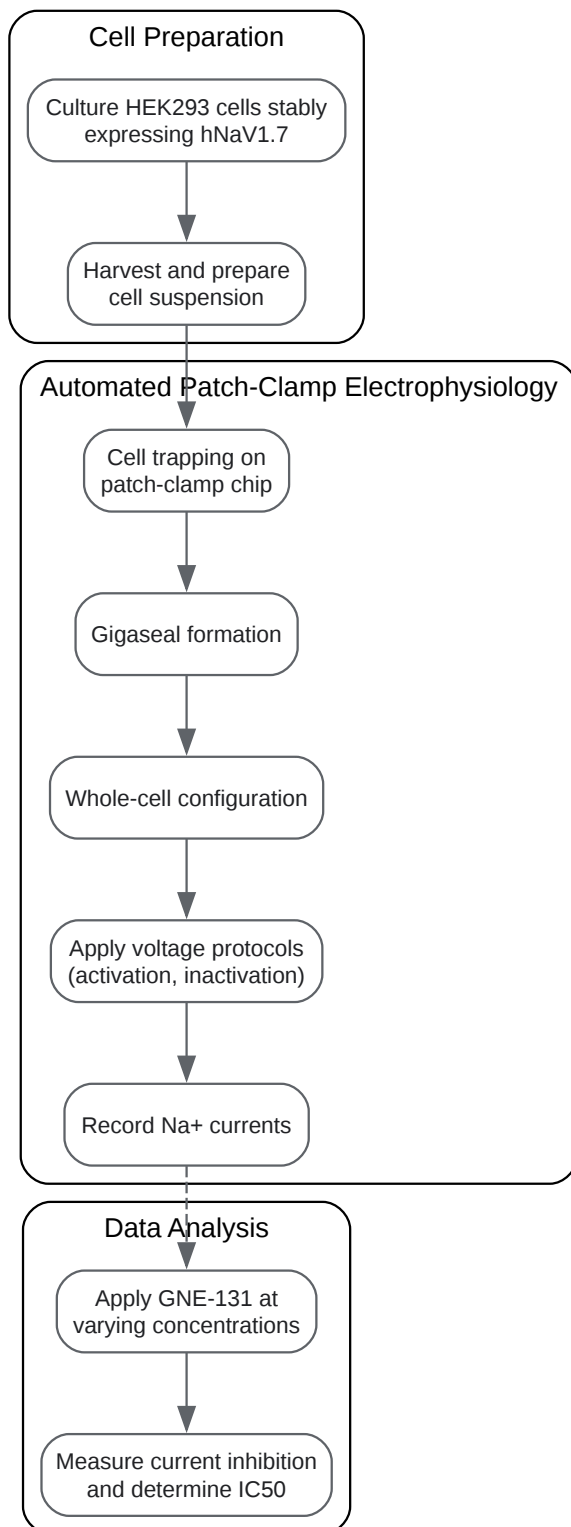 Cell Preparation
Culture HEK293 cells stably
expressing hNaV1.7
Harvest and prepare
cell suspension
Automated Patch-Clamp Electrophysiology
Cell trapping on
patch-clamp chip
Gigaseal formation
Whole-cell configuration
Apply voltage protocols
(activation, inactivation)
Record Na+ currents
Data Analysis
Apply GNE-131 at
varying concentrations
Measure current inhibition
and determine IC50